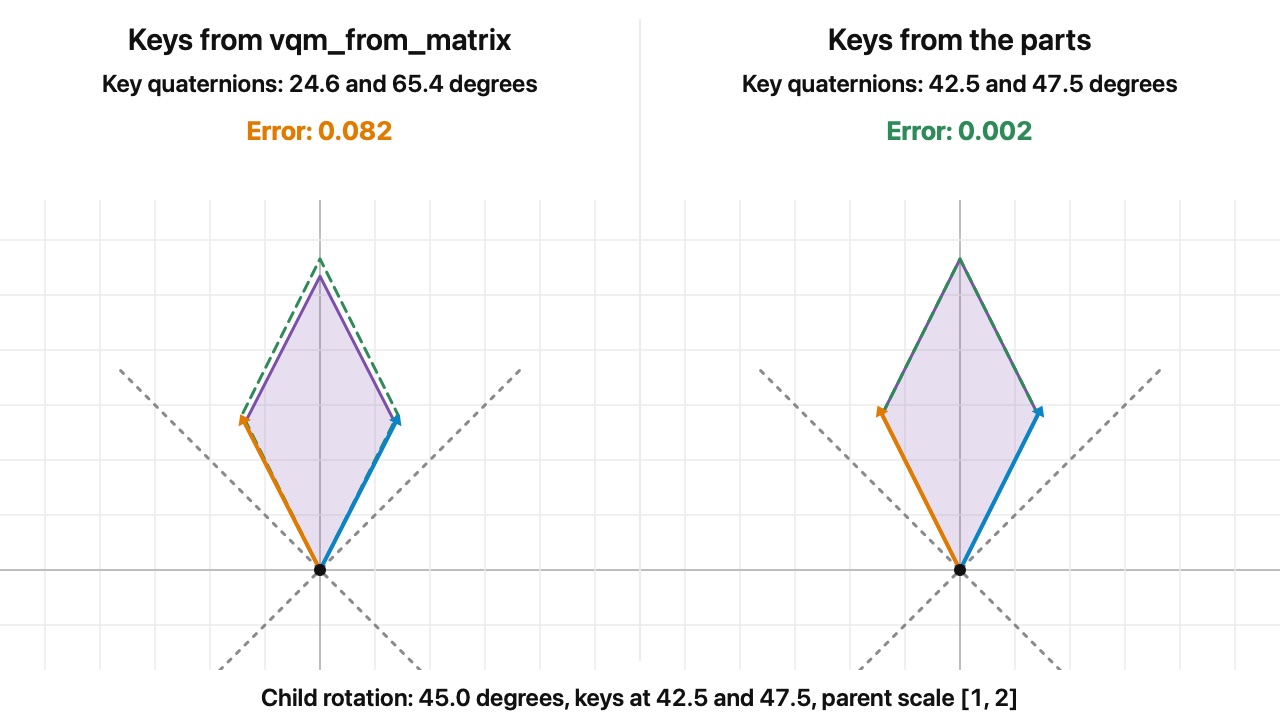 Keys from vqm_from_matrix
Key quaternions: 24.6 and 65.4 degrees
Error: 0.082
Keys from the parts
Key quaternions: 42.5 and 47.5 degrees
Error: 0.002
Child rotation: 45.0 degrees, keys at 42.5 and 47.5, parent scale [1, 2]